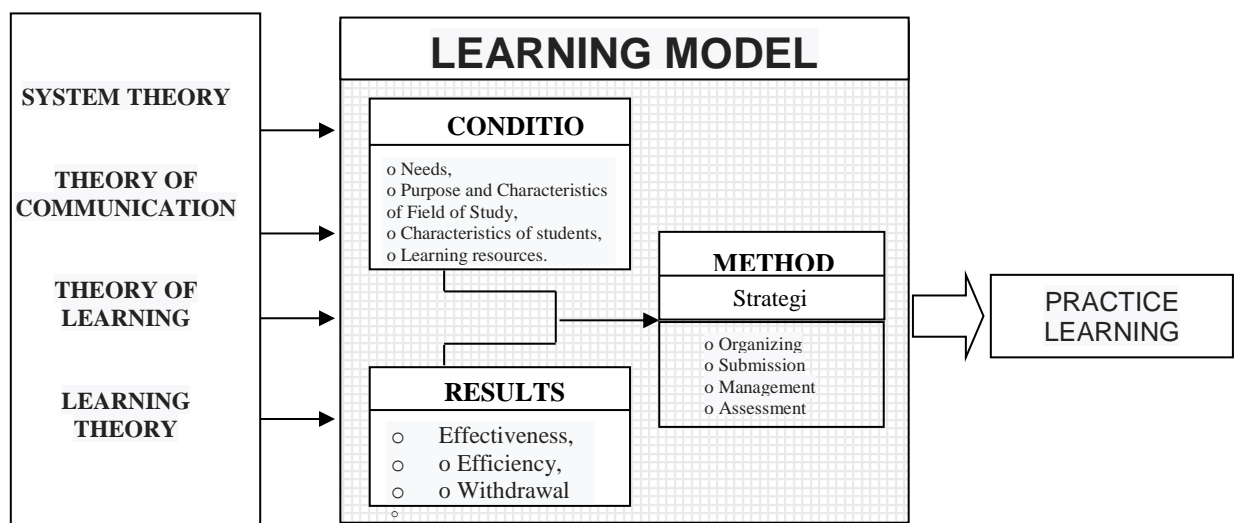 SYSTEM THEORY
THEORY OF
COMMUNICATION
THEORY OF
LEARNING
LEARNING
THEORY
LEARNING MODEL
CONDITIO
o Needs,
o Purpose and Characteristics
of Field of Study,
o Characteristics of students,
o Learning resources.
RESULTS
o Effectiveness,
o o Efficiency,
o o Withdrawal
o
METHOD
Strategi
o Organizing
o Submission
o Management
o Assessment
PRACTICE
LEARNING